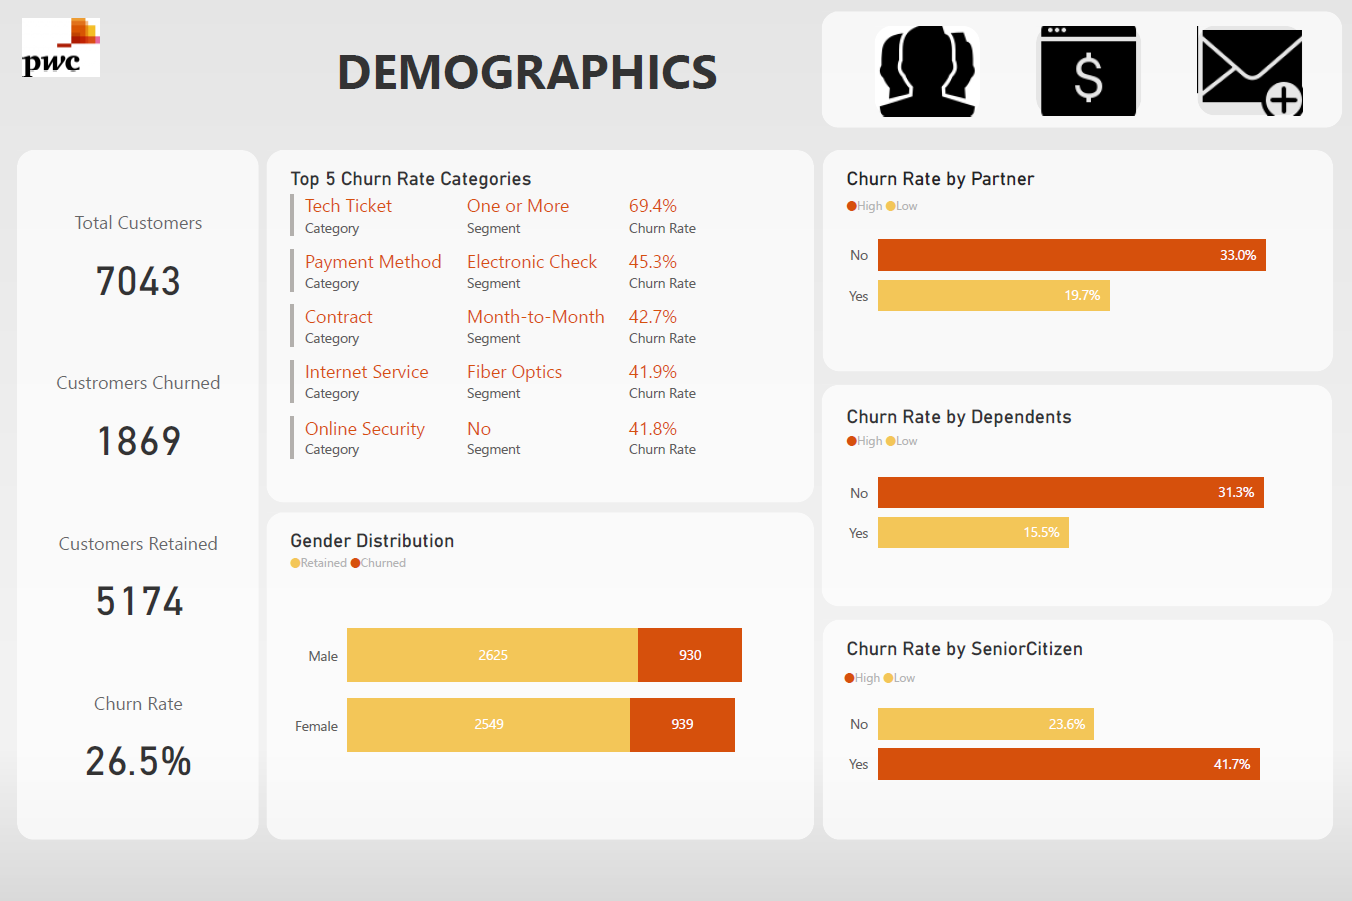 pwc
DEMOGRAPHICS
$
Total Customers
7043
Custromers Churned
1869
Customers Retained
5174
Churn Rate
26.5%
Top 5 Churn Rate Categories
Tech Ticket One or More 69.4%
Category Segment Churn Rate
Payment Method Electronic Check 45.3%
Category Segment Churn Rate
Contract Month-to-Month 42.7%
Category Segment Churn Rate
Internet Service Fiber Optics 41.9%
Category Segment Churn Rate
Online Security No 41.8%
Category Segment Churn Rate
Gender Distribution
Retained Churned
Male 2625 930
Female 2549 939
Churn Rate by Partner
High Low
No 33.0%
Yes 19.7%
Churn Rate by Dependents
High Low
No 31.3%
Yes 15.5%
Churn Rate by SeniorCitizen
High Low
No 23.6%
Yes 41.7%